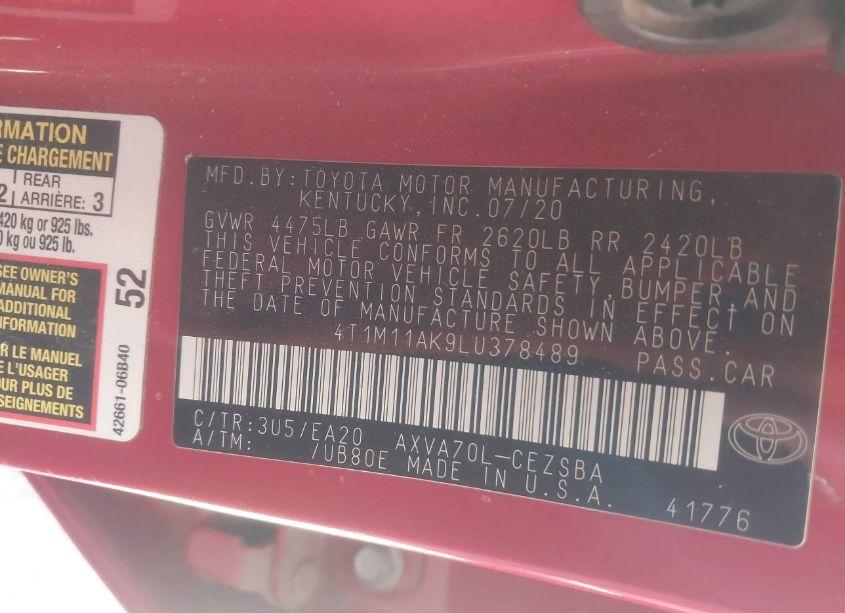 RMATION
E CHARGEMENT
REAR
2 ARRIÈRE: 3
420 kg or 925 lbs.
0 kg ou 925 lb.
SEE OWNER'S
MANUAL FOR
ADDITIONAL
INFORMATION
R LE MANUEL
E L'USAGER
OUR PLUS DE
SEIGNEMENTS
52
42661-06B40
MFD.BY:TOYOTA MOTOR MANUFACTURING,
KENTUCKY,INC.07/20
GVWR 4475LB GAWR FR 2620LB RR 2420LB
THIS VEHICLE CONFORMS TO ALL APPLICABLE
FEDERAL MOTOR VEHICLE SAFETY,BUMPER AND
THEFT PREVENTION STANDARDS IN EFFECT ON
THE DATE OF MANUFACTURE SHOWN ABOVE.
4T1M11AK9LU378489 PASS.CAR
C/TR:3U5/EA20 AXVA70L-CEZSBA
A/TM: /UB80E MADE IN U.S.A.
41776